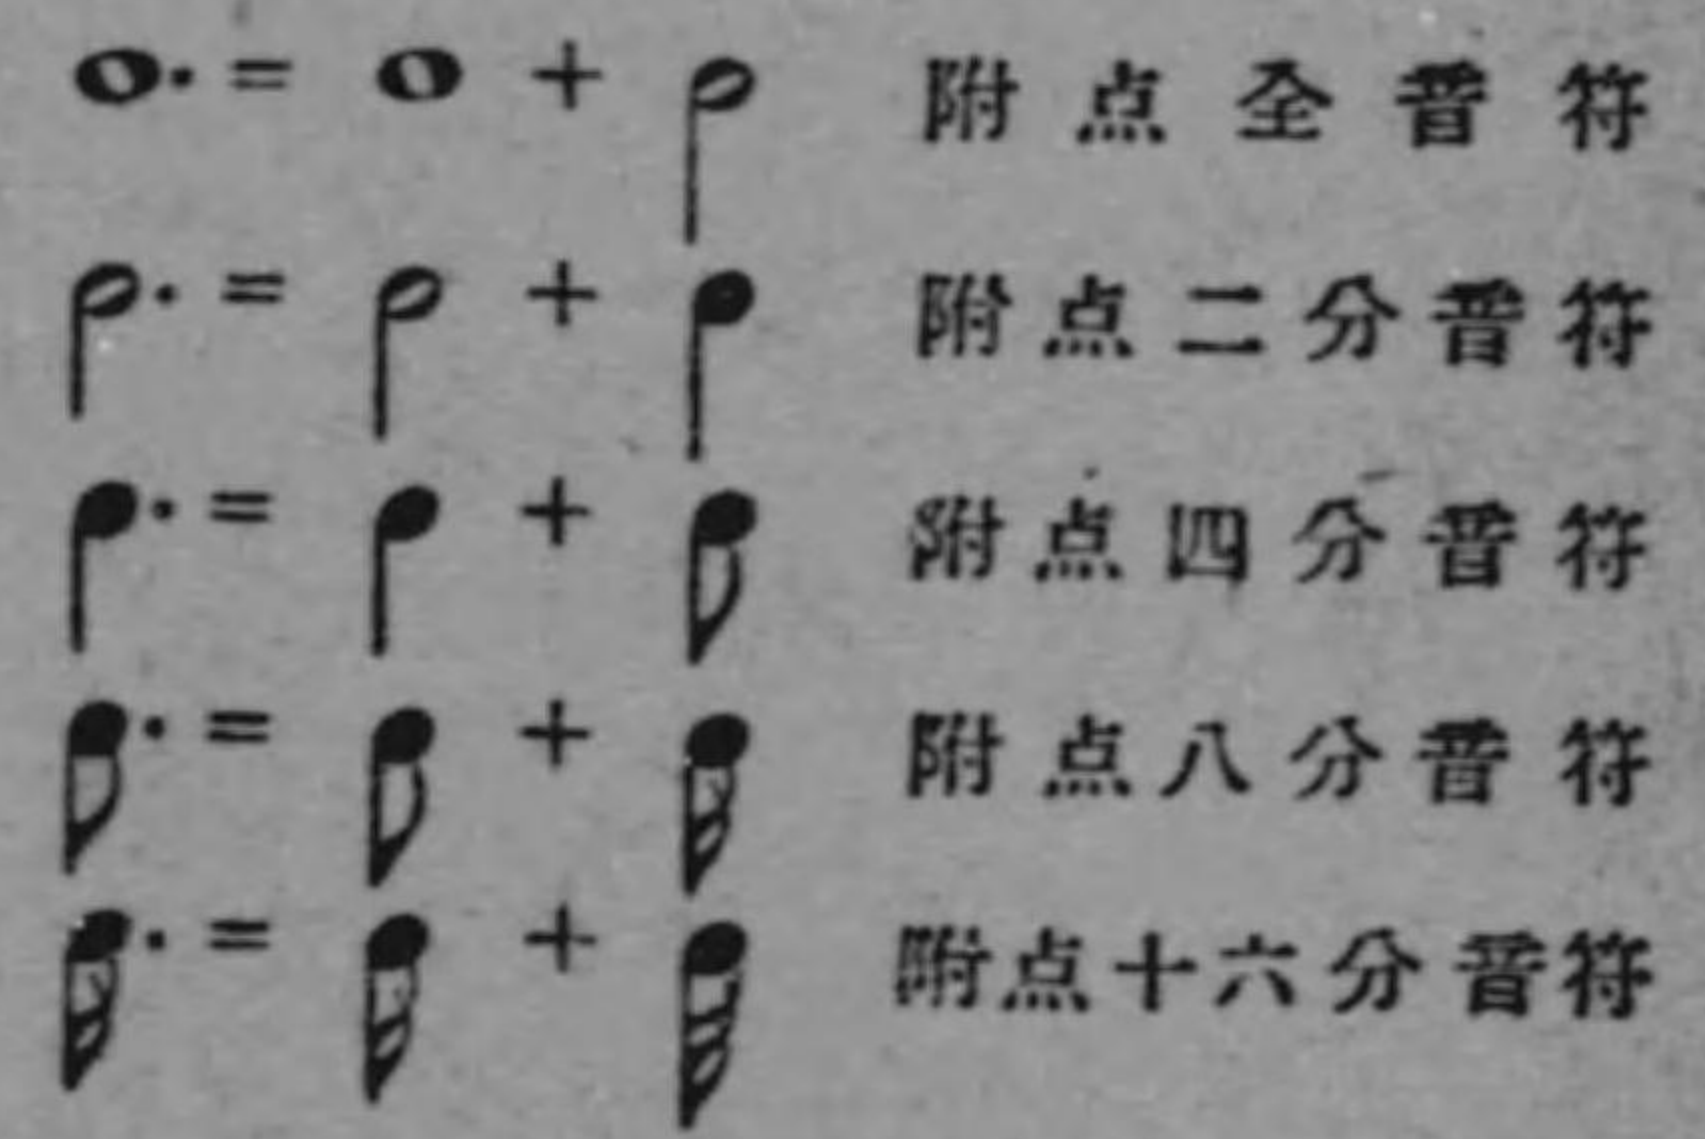 𝅝. = 𝅝 + 𝅗𝅥 附点全音符
𝅗𝅥. = 𝅗𝅥 + 𝅘𝅥 附点二分音符
𝅘𝅥. = 𝅘𝅥 + 𝅘𝅥𝅮 附点四分音符
𝅘𝅥𝅮. = 𝅘𝅥𝅮 + 𝅘𝅥𝅯 附点八分音符
𝅘𝅥𝅯. = 𝅘𝅥𝅯 + 𝅘𝅥𝅰 附点十六分音符